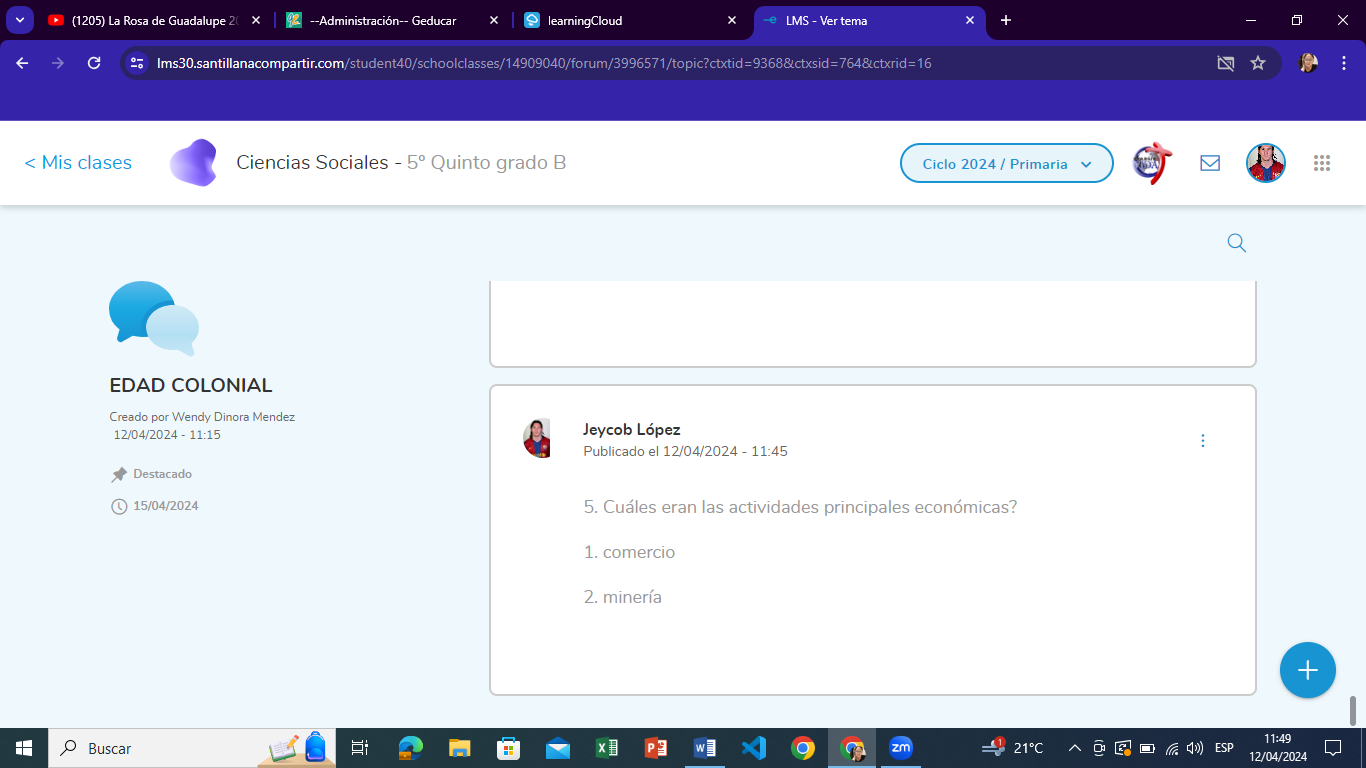 (1205) La Rosa de Guadalupe 20
--Administración-- Geducar
learningCloud
LMS - Ver tema
lms30.santillanacompartir.com/student40/schoolclasses/14909040/forum/3996571/topic?ctxtid=9368&ctxsid=764&ctxrid=16
< Mis clases
Ciencias Sociales - 5º Quinto grado B
Ciclo 2024 / Primaria
EDAD COLONIAL
Creado por Wendy Dinora Mendez
12/04/2024 - 11:15
Destacado
15/04/2024
Jeycob López
Publicado el 12/04/2024 - 11:45
5. Cuáles eran las actividades principales económicas?
1. comercio
2. minería
Buscar
zm
1
21°C
ESP
11:49
12/04/2024